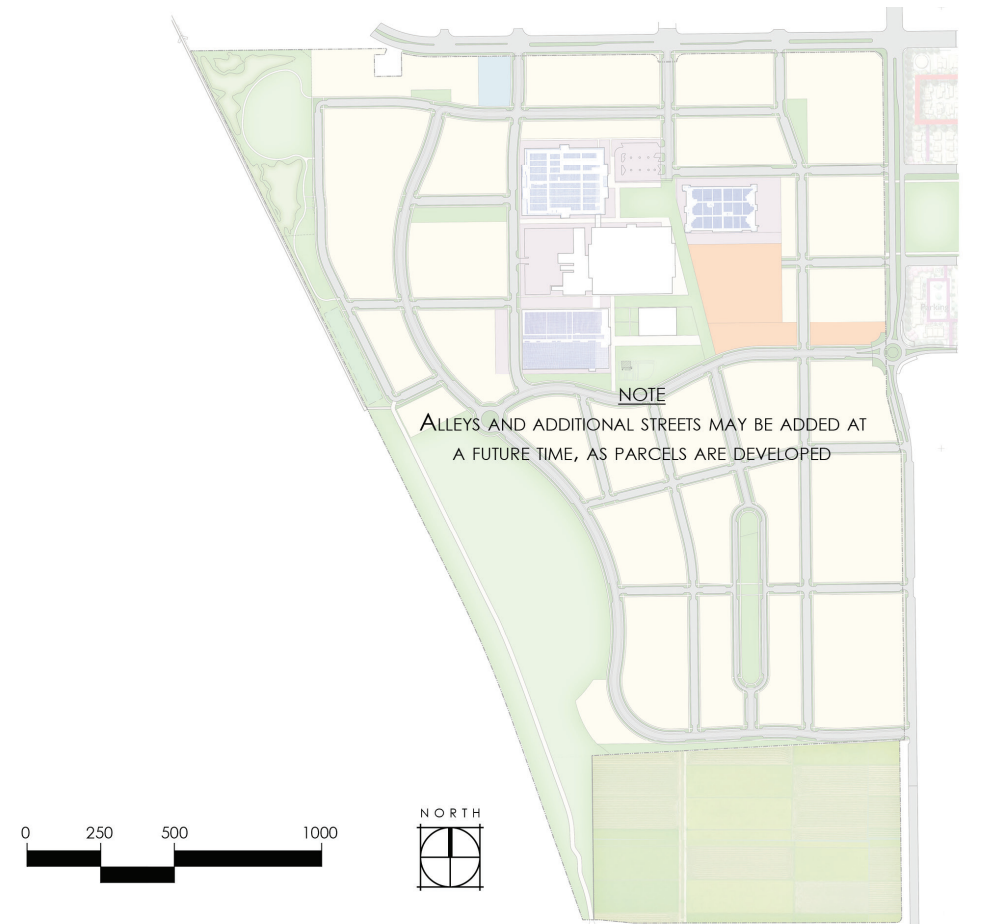 NOTE
ALLEYS AND ADDITIONAL STREETS MAY BE ADDED AT
A FUTURE TIME, AS PARCELS ARE DEVELOPED
0 250 500 1000
NORTH